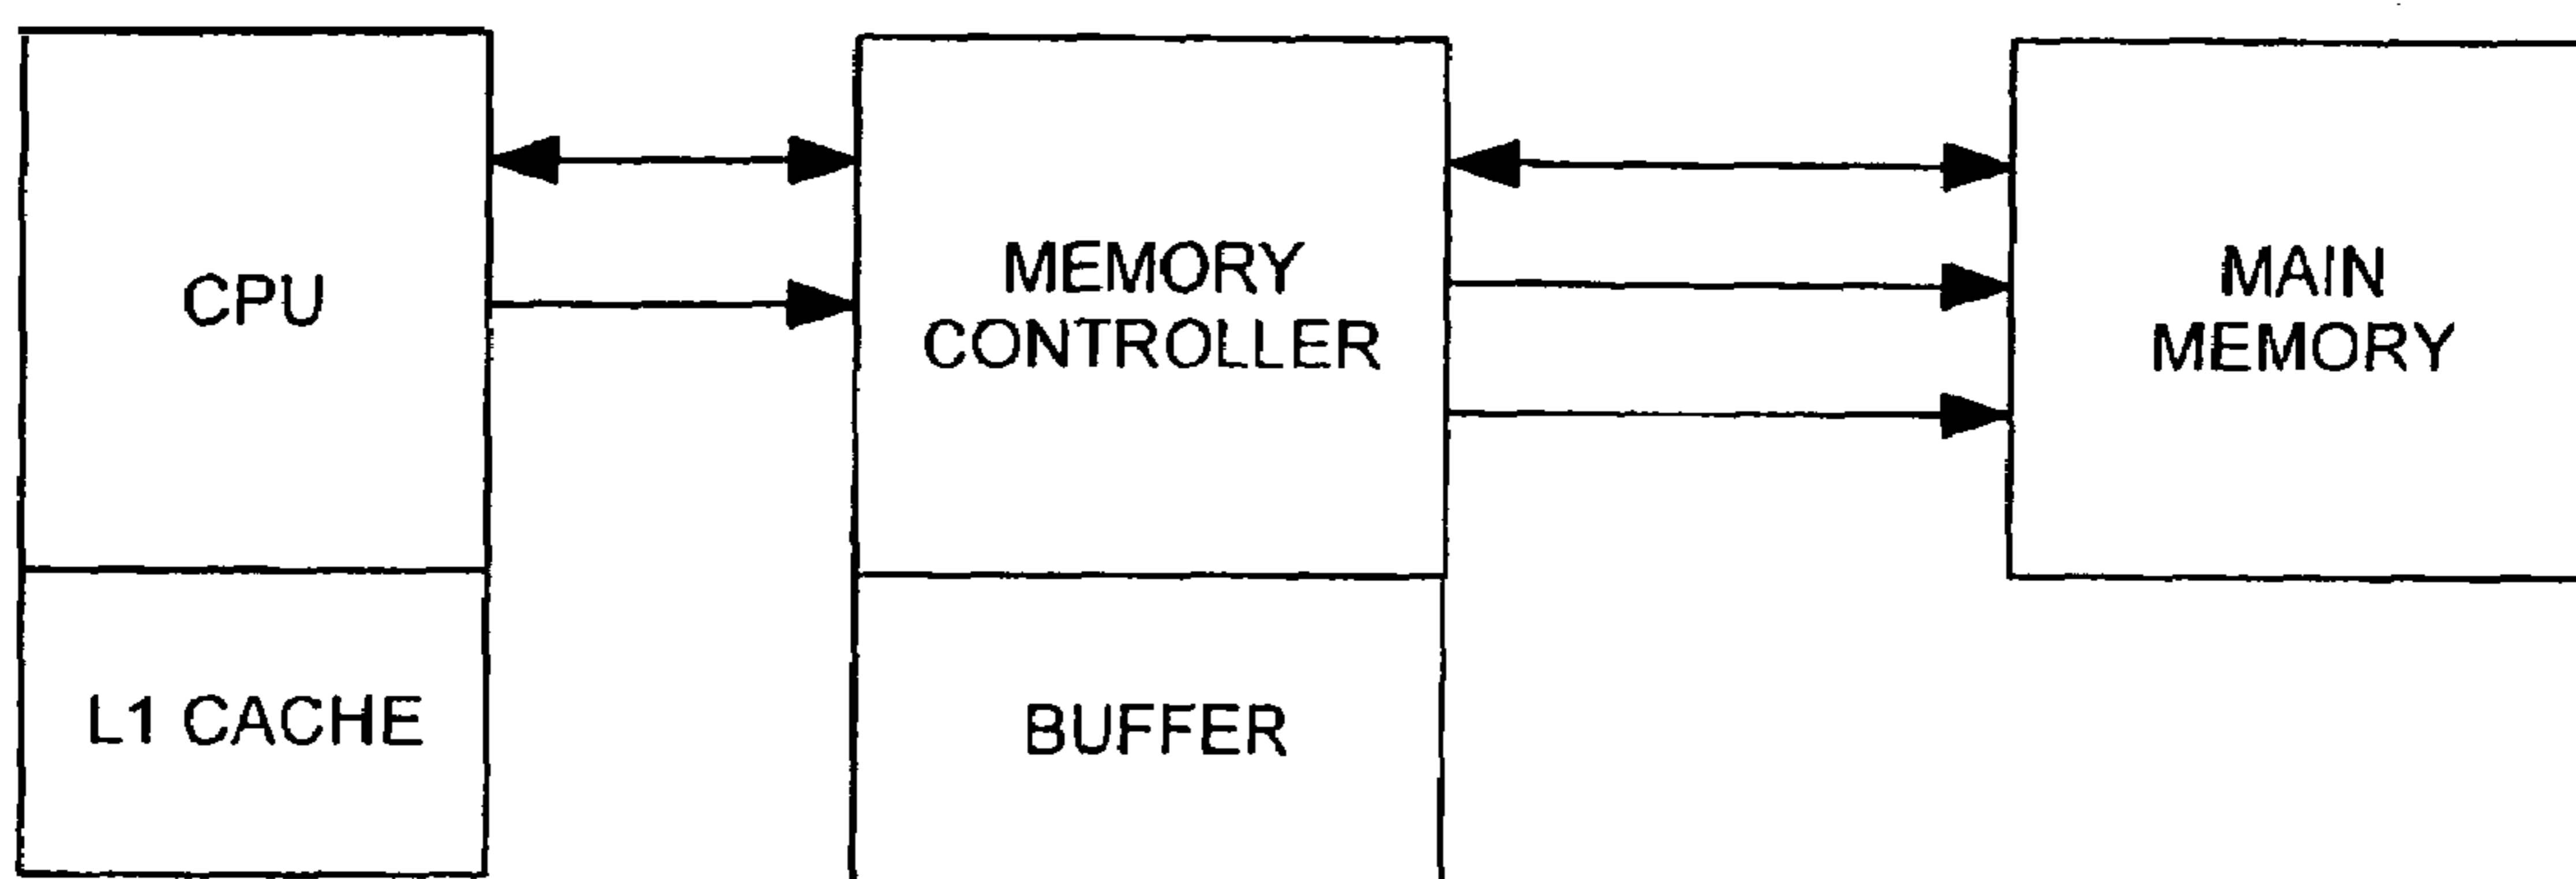 CPU
L1 CACHE
MEMORY
CONTROLLER
BUFFER
MAIN
MEMORY